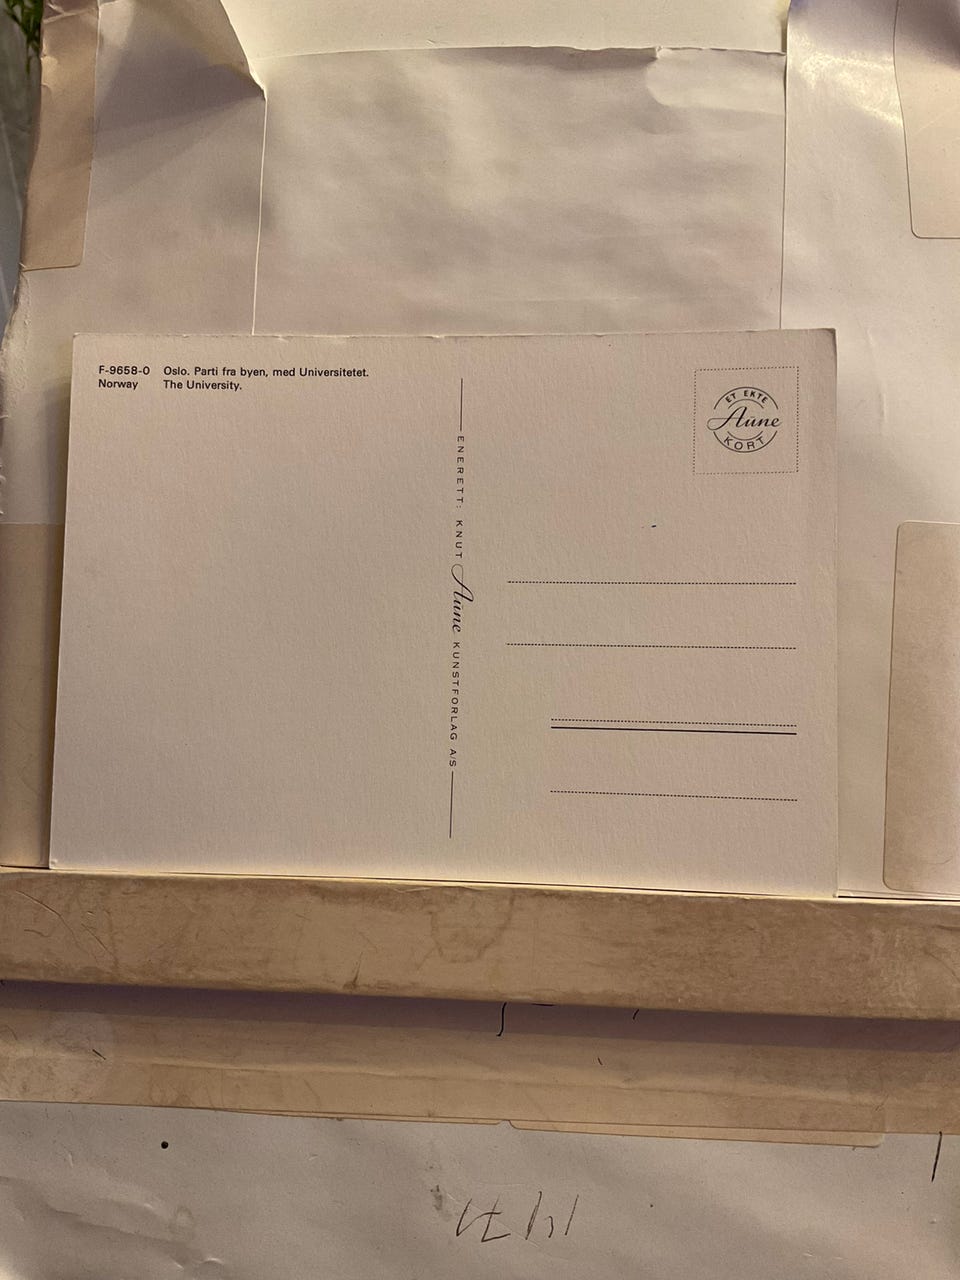 F-9658-0 Oslo. Parti fra byen, med Universitetet.
Norway The University.
ENERETT: KNUT Aune KUNSTFORLAG A/S
ET EKTE
Aune
KORT